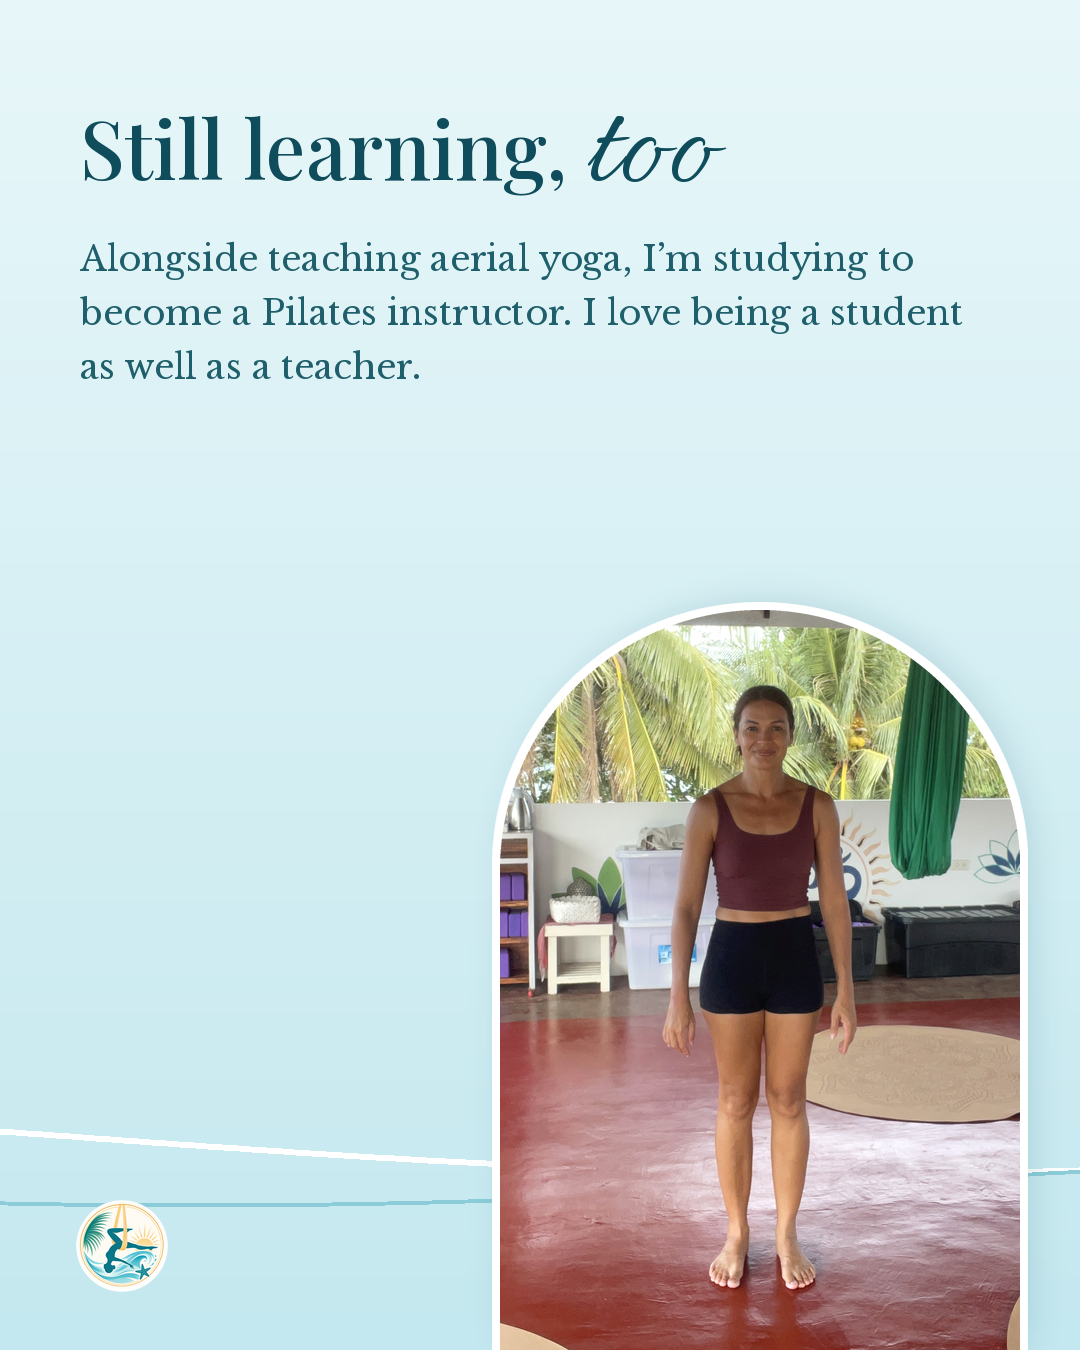 Still learning, too
Alongside teaching aerial yoga, I’m studying to
become a Pilates instructor. I love being a student
as well as a teacher.